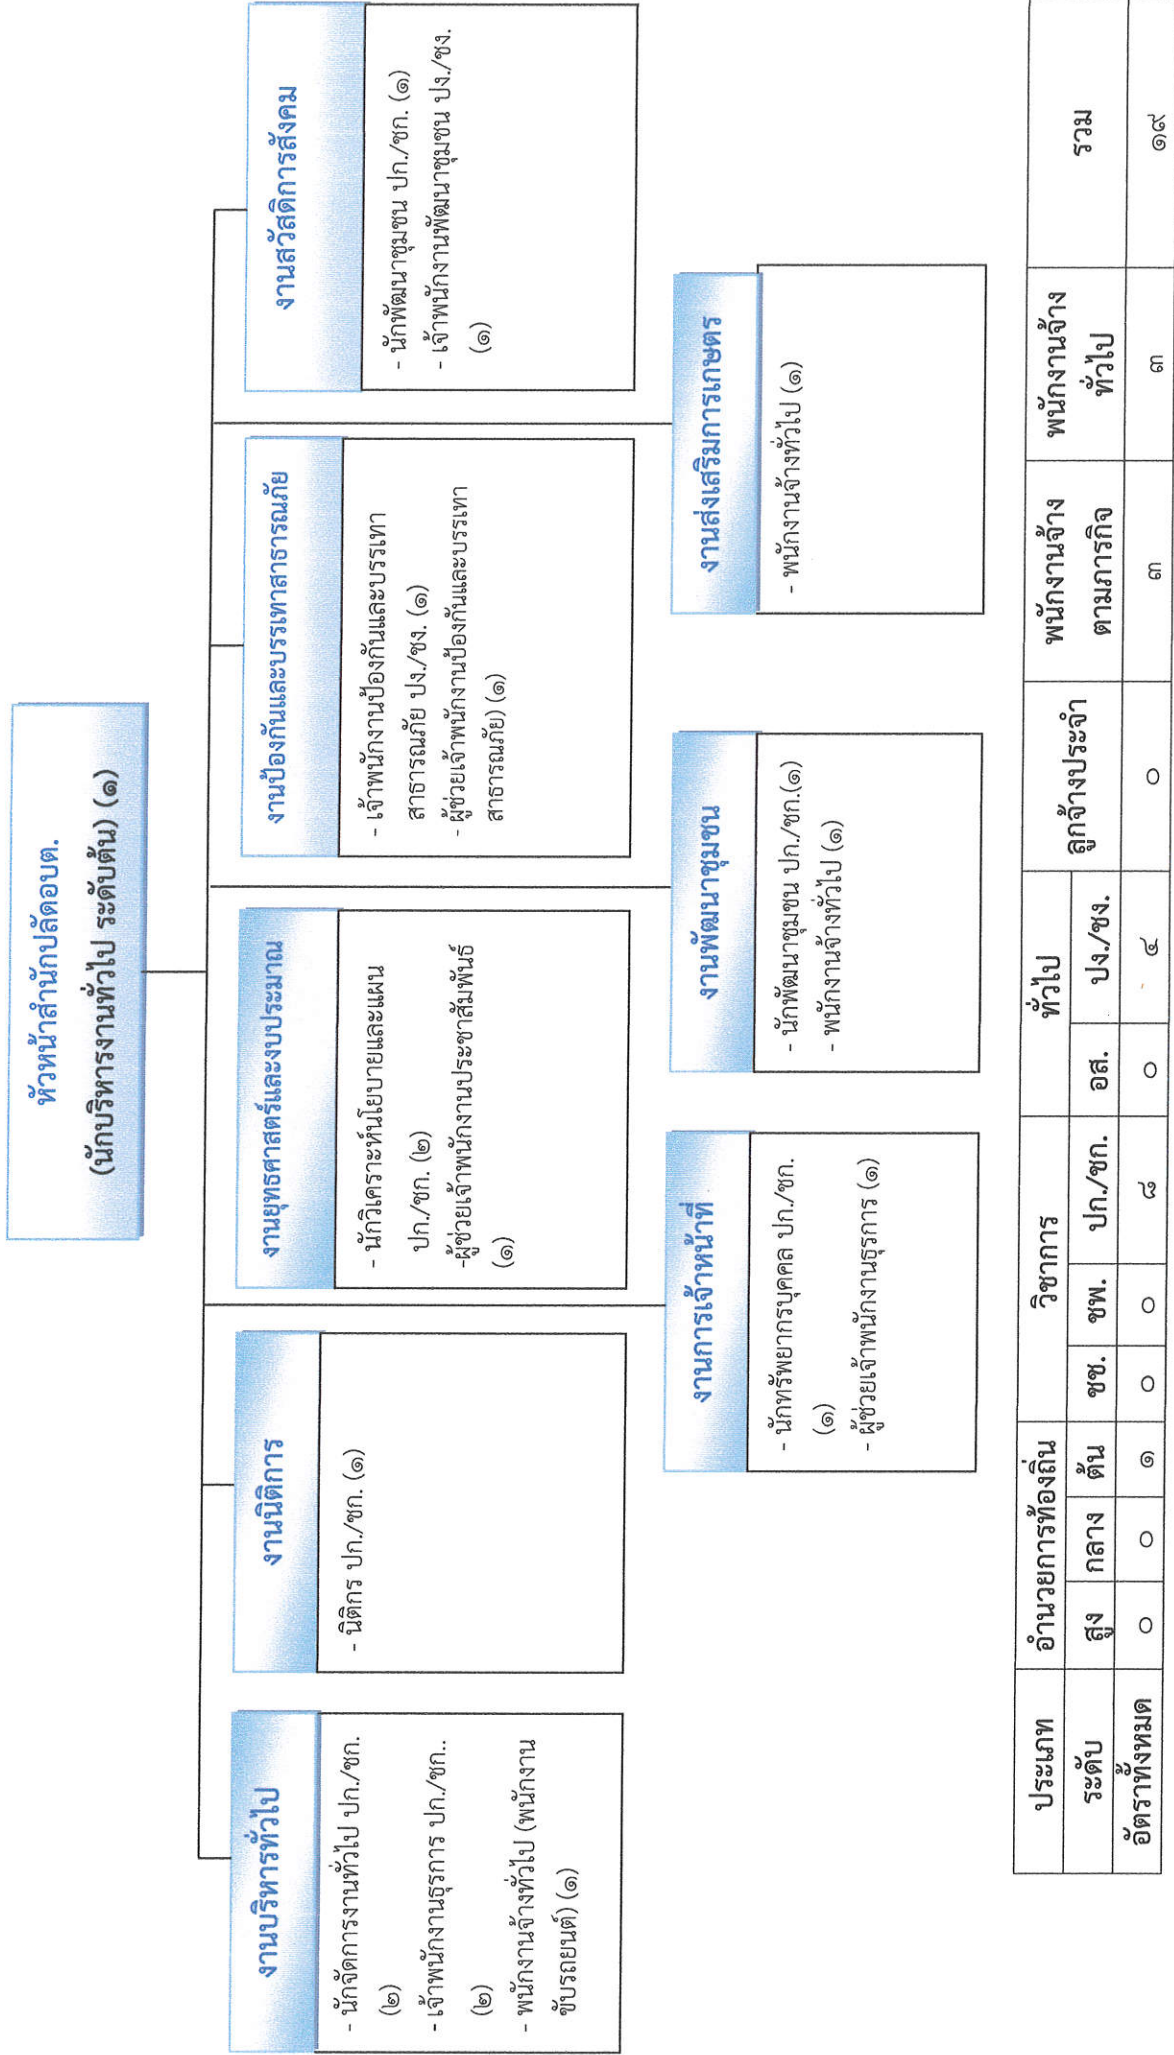 หัวหน้าสำนักปลัดอบต.
(นักบริหารงานทั่วไป ระดับต้น) (๑)
งานบริหารทั่วไป
- นักจัดการงานทั่วไป ปก./ชก.
(๒)
- เจ้าพนักงานธุรการ ปก./ชก..
(๒)
- พนักงานจ้างทั่วไป (พนักงาน
ขับรถยนต์) (๑)
งานนิติการ
- นิติกร ปก./ชก. (๑)
งานยุทธศาสตร์และงบประมาณ
- นักวิเคราะห์นโยบายและแผน
ปก./ชก. (๒)
-ผู้ช่วยเจ้าพนักงานประชาสัมพันธ์
(๑)
งานป้องกันและบรรเทาสาธารณภัย
- เจ้าพนักงานป้องกันและบรรเทา
สาธารณภัย ปง./ชง. (๑)
- ผู้ช่วยเจ้าพนักงานป้องกันและบรรเทา
สาธารณภัย) (๑)
งานสวัสดิการสังคม
- นักพัฒนาชุมชน ปก./ชก. (๑)
- เจ้าพนักงานพัฒนาชุมชน ปง./ชง.
(๑)
งานการเจ้าหน้าที่
- นักทรัพยากรบุคคล ปก./ชก.
(๑)
- ผู้ช่วยเจ้าพนักงานธุรการ (๑)
งานพัฒนาชุมชน
- นักพัฒนาชุมชน ปก./ชก.(๑)
- พนักงานจ้างทั่วไป (๑)
งานส่งเสริมการเกษตร
- พนักงานจ้างทั่วไป (๑)
ประเภท อำนวยการท้องถิ่น วิชาการ ทั่วไป ลูกจ้างประจำ พนักงานจ้าง พนักงานจ้าง รวม
ระดับ สูง กลาง ต้น ชช. ชพ. ปก./ชก. อส. ปง./ชง. ตามภารกิจ ทั่วไป
อัตราทั้งหมด ๐ ๐ ๑ ๐ ๐ ๘ ๐ ๔ ๐ ๓ ๓ ๑๙